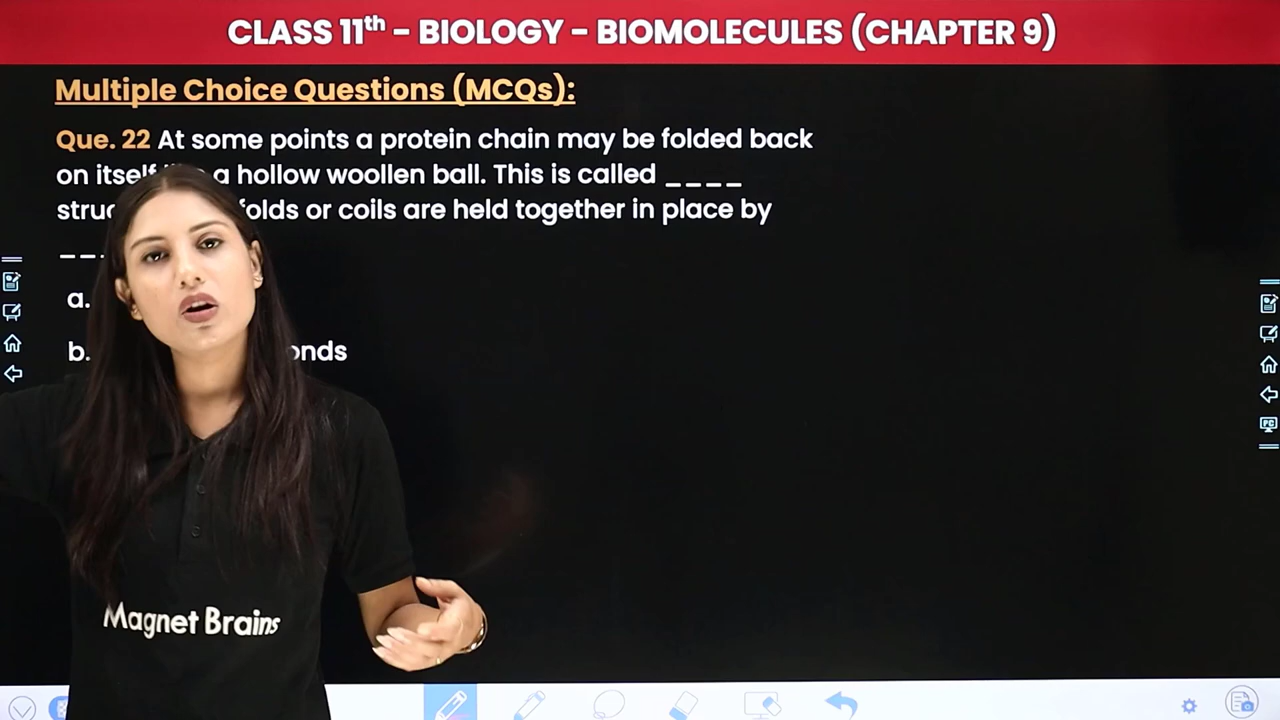 CLASS 11th – BIOLOGY – BIOMOLECULES (CHAPTER 9)
Multiple Choice Questions (MCQs):
Que. 22 At some points a protein chain may be folded back
on itself a hollow woollen ball. This is called ____
folds or coils are held together in place by
a.
b.
Magnet Brains
PC